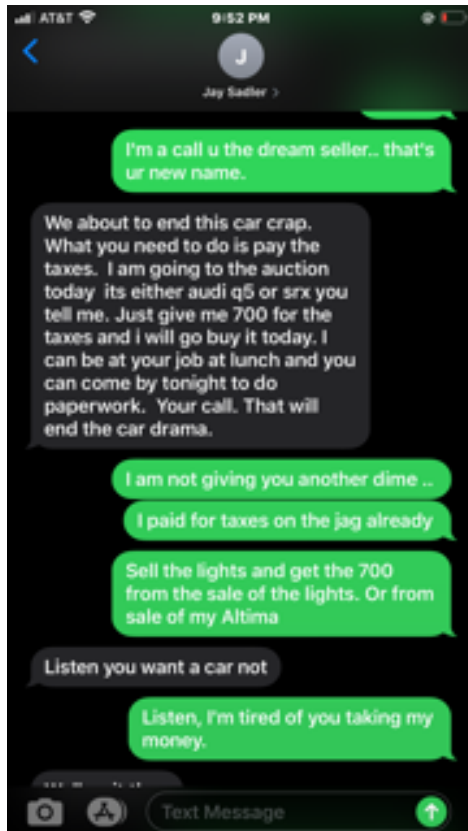 AT&T
9:52 PM
J
Jay Sadler >
I'm a call u the dream seller.. that's
ur new name.
We about to end this car crap.
What you need to do is pay the
taxes.  I am going to the auction
today  its either audi q5 or srx you
tell me. Just give me 700 for the
taxes and i will go buy it today. I
can be at your job at lunch and you
can come by tonight to do
paperwork.  Your call. That will
end the car drama.
I am not giving you another dime ..
I paid for taxes on the jag already
Sell the lights and get the 700
from the sale of the lights. Or from
sale of my Altima
Listen you want a car not
Listen, I'm tired of you taking my
money.
Text Message